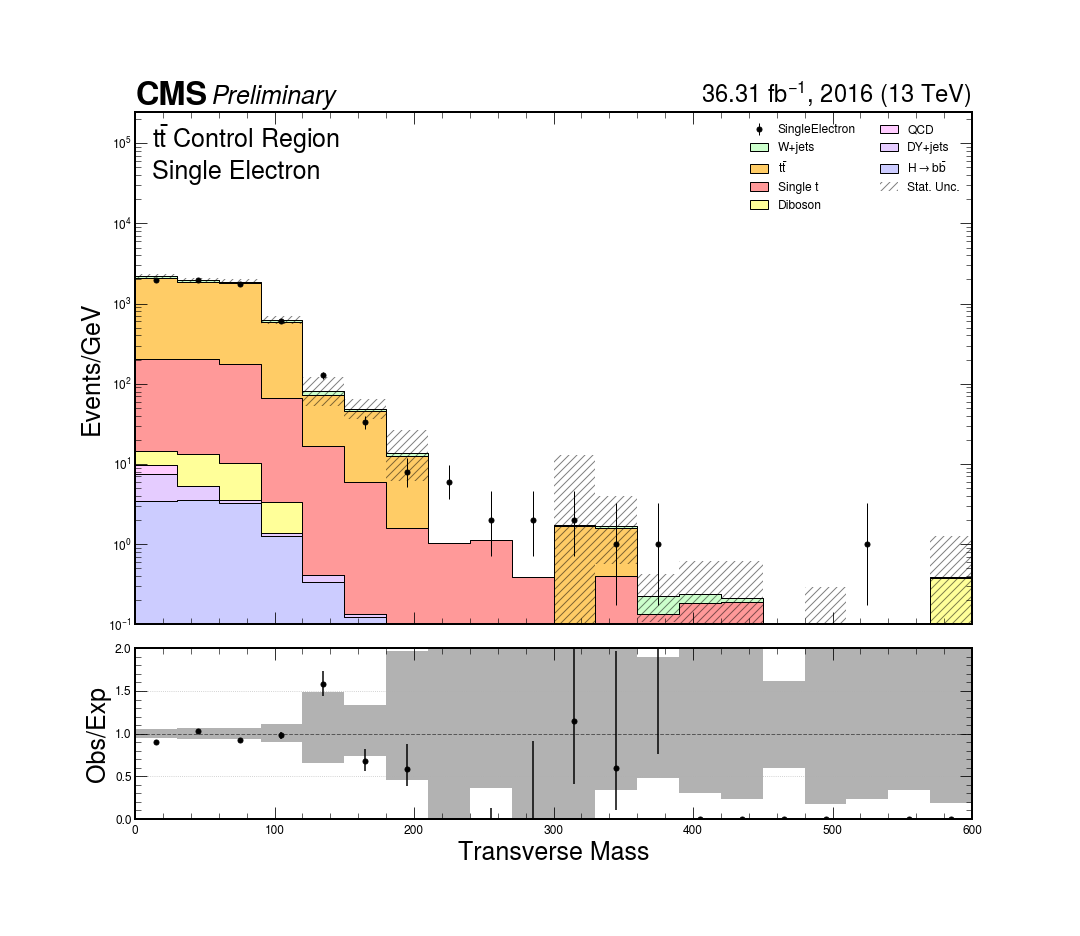 CMS Preliminary
36.31 fb⁻¹, 2016 (13 TeV)
tt̄ Control Region
Single Electron
SingleElectron
W+jets
tt̄
Single t
Diboson
QCD
DY+jets
H→bb̄
Stat. Unc.
Events/GeV
10⁵
10⁴
10³
10²
10¹
10⁰
10⁻¹
Obs/Exp
2.0
1.5
1.0
0.5
0.0
0 100 200 300 400 500 600
Transverse Mass